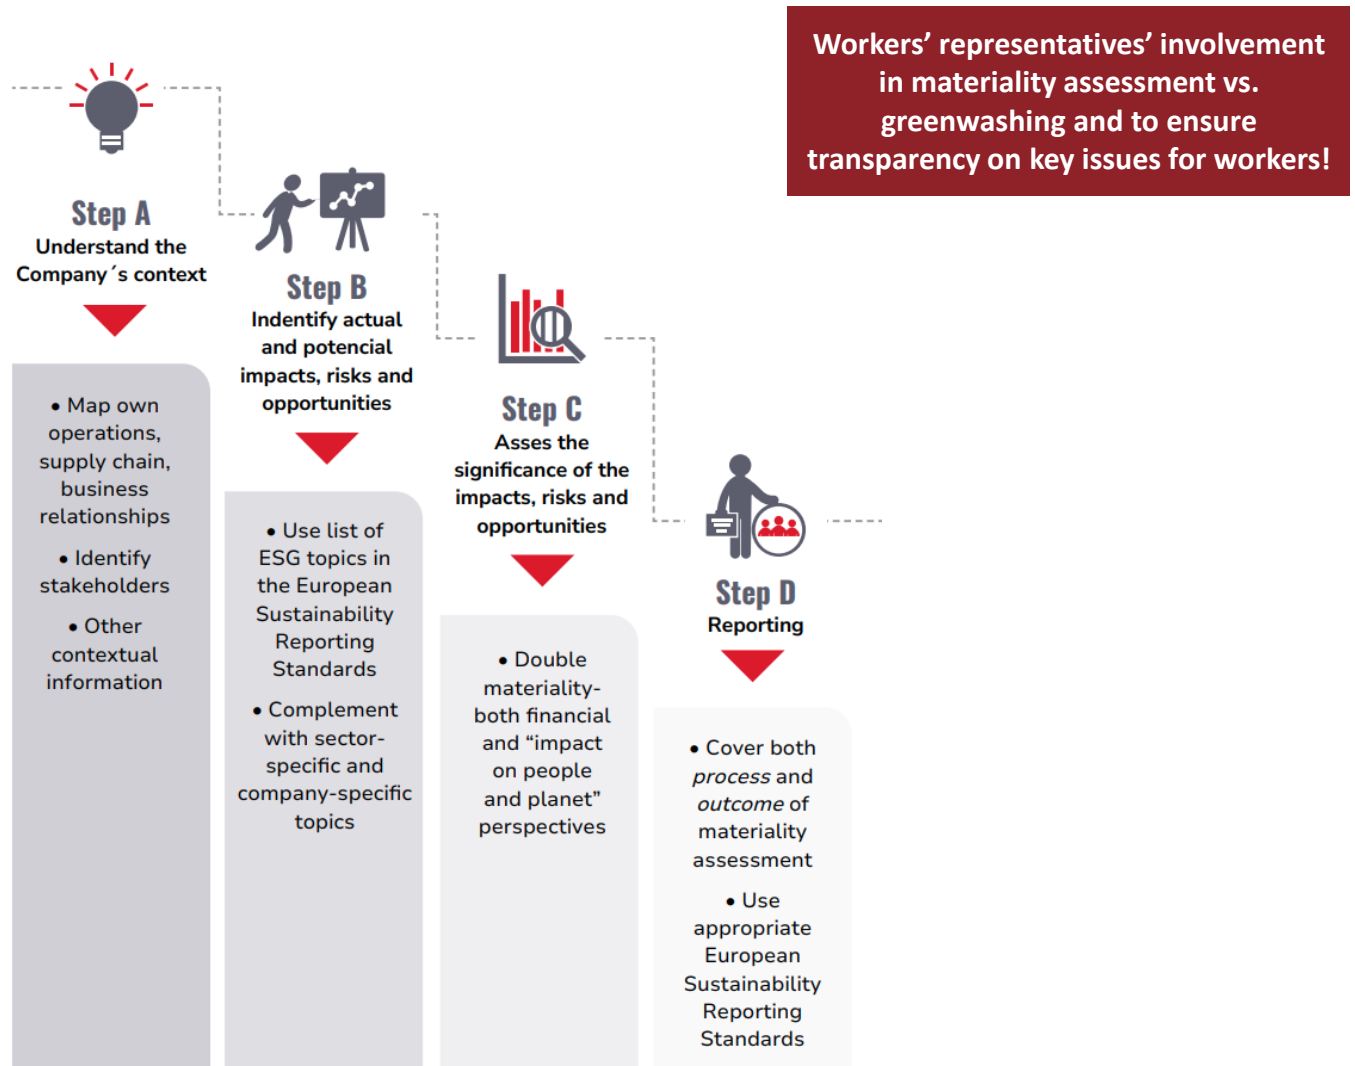 Workers’ representatives’ involvement
in materiality assessment vs.
greenwashing and to ensure
transparency on key issues for workers!
Step A
Understand the
Company´s context
• Map own
operations,
supply chain,
business
relationships
• Identify
stakeholders
• Other
contextual
information
Step B
Indentify actual
and potencial
impacts, risks and
opportunities
• Use list of
ESG topics in
the European
Sustainability
Reporting
Standards
• Complement
with sector-
specific and
company-specific
topics
Step C
Asses the
significance of the
impacts, risks and
opportunities
• Double
materiality-
both financial
and “impact
on people
and planet”
perspectives
Step D
Reporting
• Cover both
process and
outcome of
materiality
assessment
• Use
appropriate
European
Sustainability
Reporting
Standards